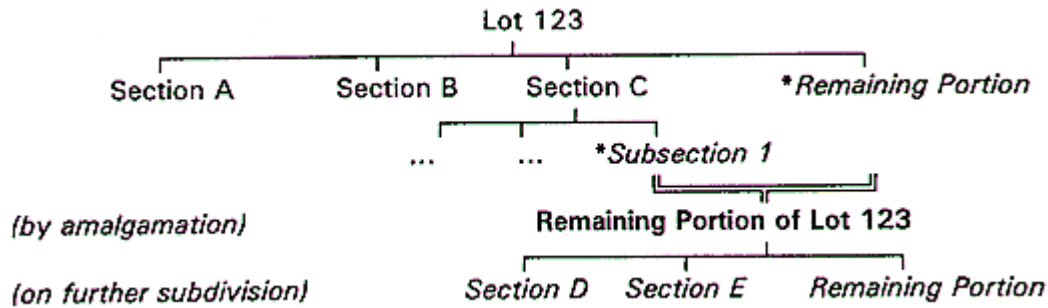 Lot 123
Section A Section B Section C *Remaining Portion
... ... *Subsection 1
(by amalgamation) Remaining Portion of Lot 123
(on further subdivision) Section D Section E Remaining Portion